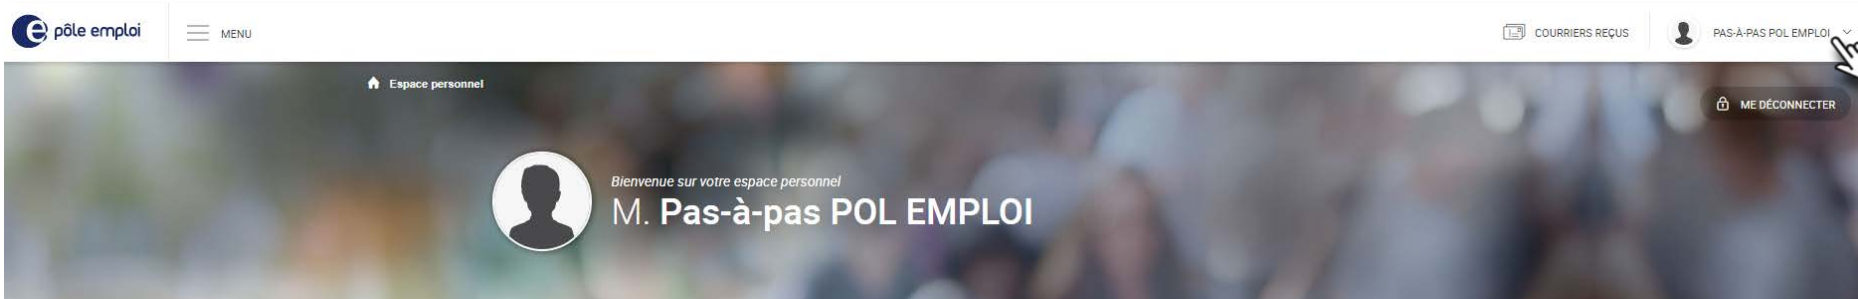 pôle emploi
MENU
COURRIERS REÇUS
PAS-À-PAS POL EMPLOI
Espace personnel
ME DÉCONNECTER
Bienvenue sur votre espace personnel
M. Pas-à-pas POL EMPLOI